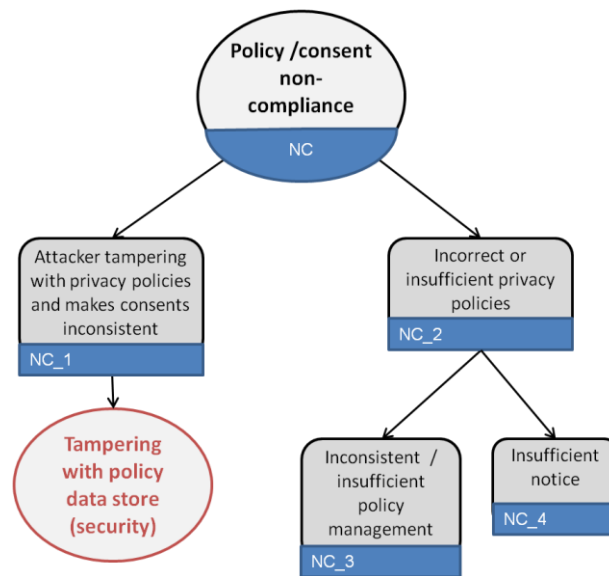 Policy /consent
non-
compliance
NC
Attacker tampering
with privacy policies
and makes consents
inconsistent
NC_1
Incorrect or
insufficient privacy
policies
NC_2
Tampering
with policy
data store
(security)
Inconsistent /
insufficient
policy
management
NC_3
Insufficient
notice
NC_4